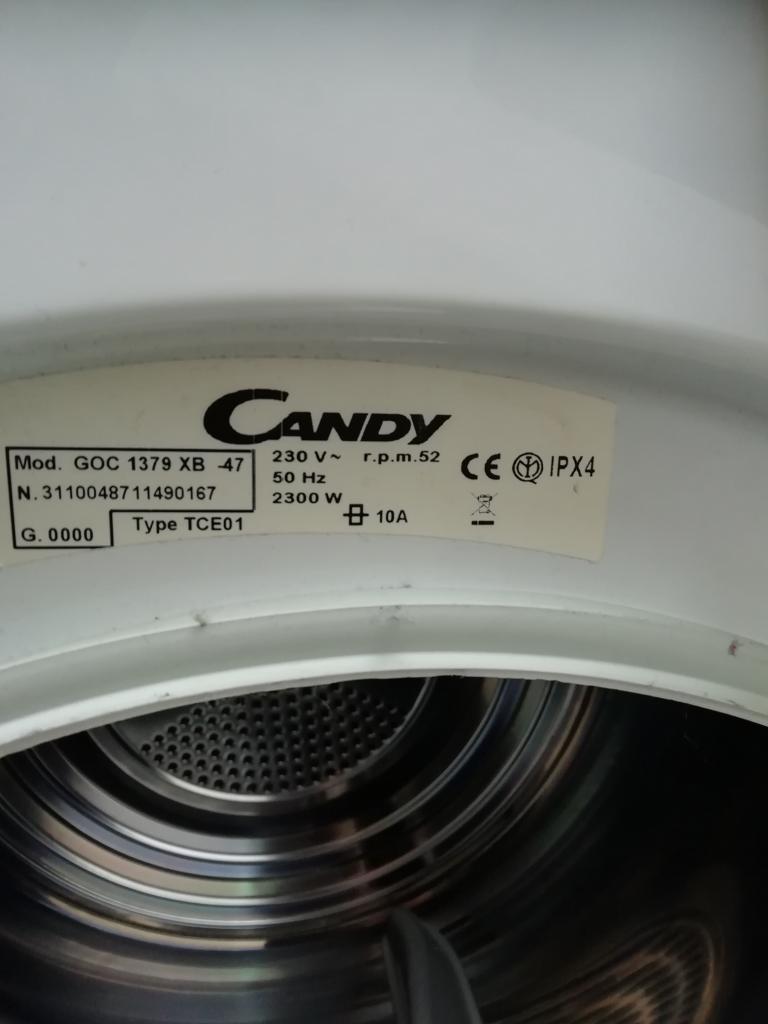 CANDY
Mod. GOC 1379 XB -47
N. 3110048711490167
G. 0000
Type TCE01
230 V~ r.p.m.52
50 Hz
2300 W
10A
CE IPX4